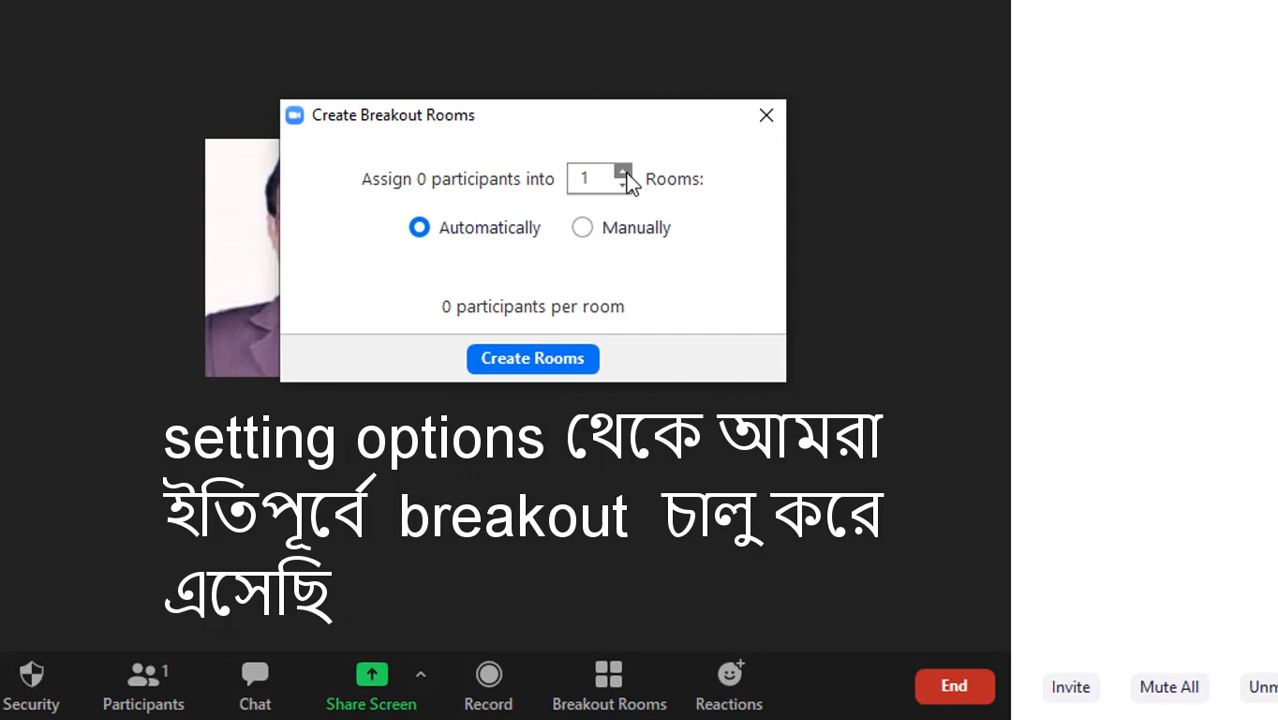 Create Breakout Rooms
Assign 0 participants into 1 Rooms:
Automatically Manually
0 participants per room
Create Rooms
setting options থেকে আমরা
ইতিপূর্বে breakout চালু করে
এসেছি
1
Security Participants Chat Share Screen Record Breakout Rooms Reactions End Invite Mute All